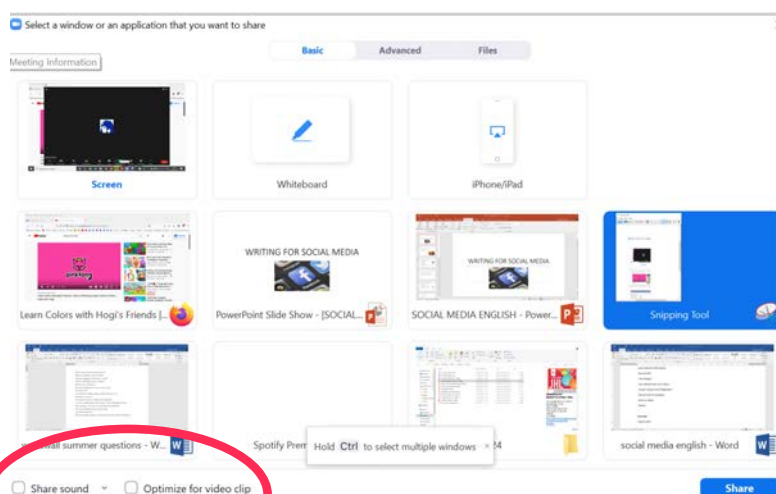 Select a window or an application that you want to share
Basic Advanced Files
Meeting Information
Screen
Whiteboard
iPhone/iPad
WRITING FOR SOCIAL MEDIA
WRITING FOR SOCIAL MEDIA
Learn Colors with Hogi's Friends |...
PowerPoint Slide Show - [SOCIAL...
SOCIAL MEDIA ENGLISH - Power...
Snipping Tool
summer questions - W...
Spotify Prem
Hold Ctrl to select multiple windows ×
social media english - Word
Share sound
Optimize for video clip
Share